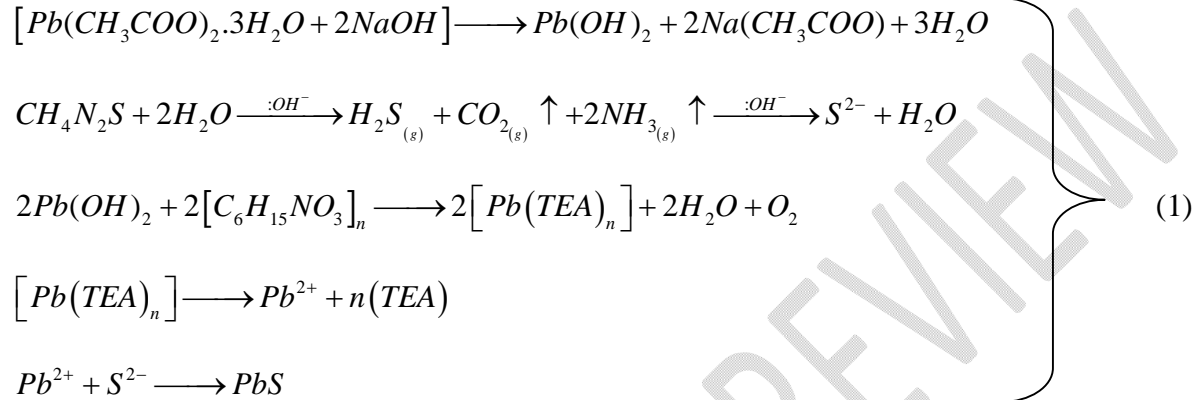 [Pb(CH₃COO)₂.3H₂O + 2NaOH] ⟶ Pb(OH)₂ + 2Na(CH₃COO) + 3H₂O
CH₄N₂S + 2H₂O —:OH⁻→ H₂S₍g₎ + CO₂₍g₎ ↑ +2NH₃₍g₎ ↑ —:OH⁻→ S²⁻ + H₂O
2Pb(OH)₂ + 2[C₆H₁₅NO₃]ₙ ⟶ 2[Pb(TEA)ₙ] + 2H₂O + O₂ (1)
[Pb(TEA)ₙ] ⟶ Pb²⁺ + n(TEA)
Pb²⁺ + S²⁻ ⟶ PbS
REVIEW